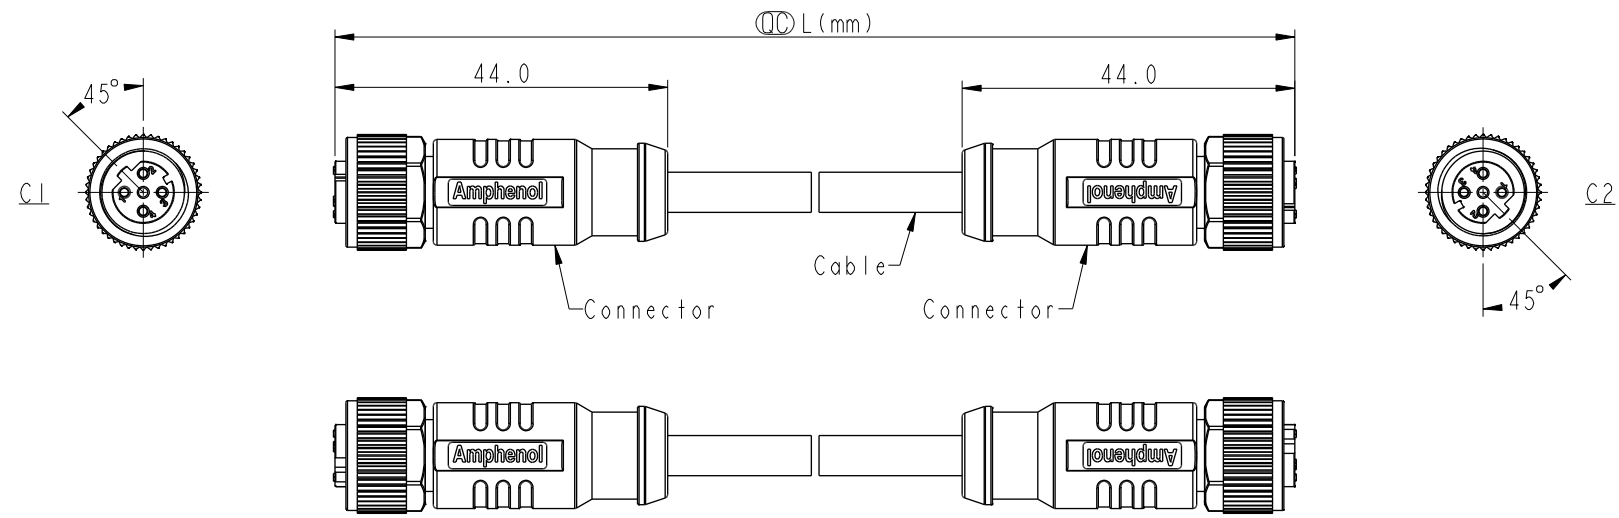 QC L(mm)
44.0
44.0
45°
C1
Amphenol
Amphenol
C2
Cable
45°
Connector
Connector
Amphenol
Amphenol